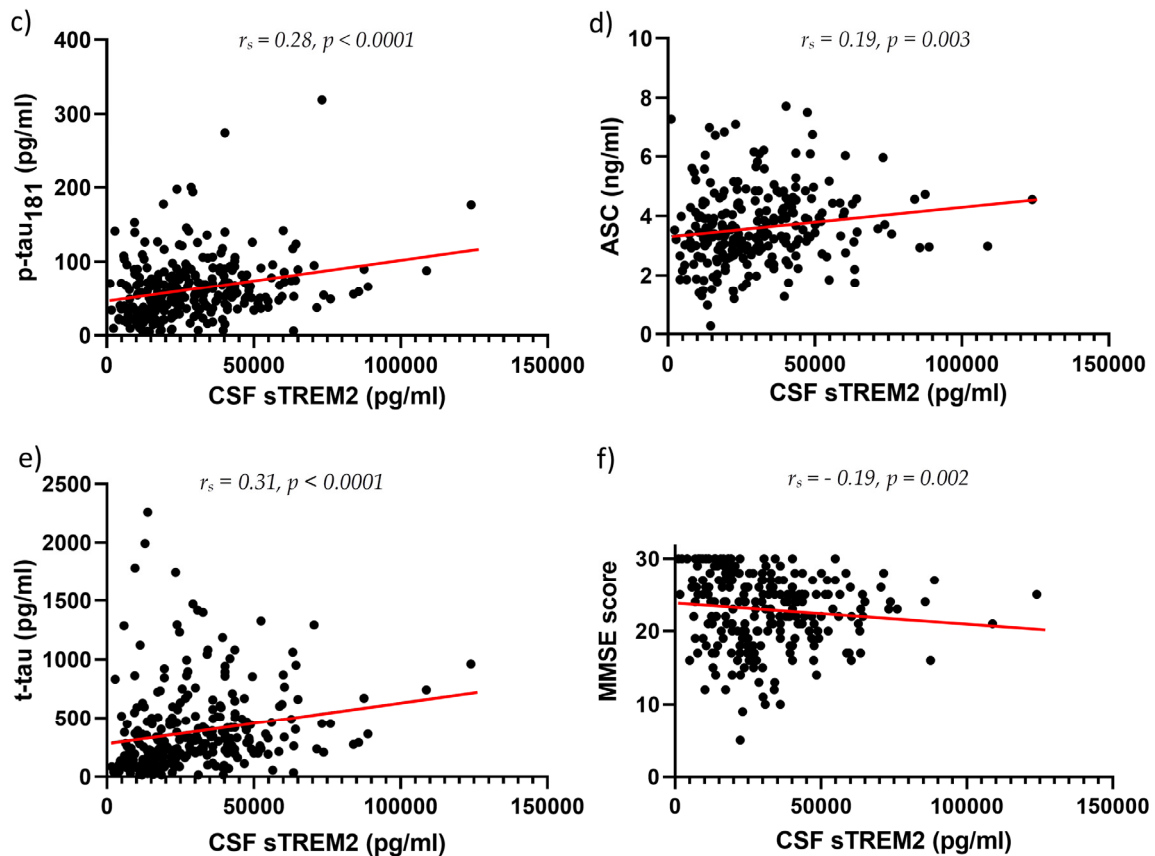 c)
r_s = 0.28, p < 0.0001
400
300
200
100
0
p-tau181 (pg/ml)
0 50000 100000 150000
CSF sTREM2 (pg/ml)
d)
r_s = 0.19, p = 0.003
10
8
6
4
2
0
ASC (ng/ml)
0 50000 100000 150000
CSF sTREM2 (pg/ml)
e)
r_s = 0.31, p < 0.0001
2500
2000
1500
1000
500
0
t-tau (pg/ml)
0 50000 100000 150000
CSF sTREM2 (pg/ml)
f)
r_s = - 0.19, p = 0.002
30
20
10
0
MMSE score
0 50000 100000 150000
CSF sTREM2 (pg/ml)